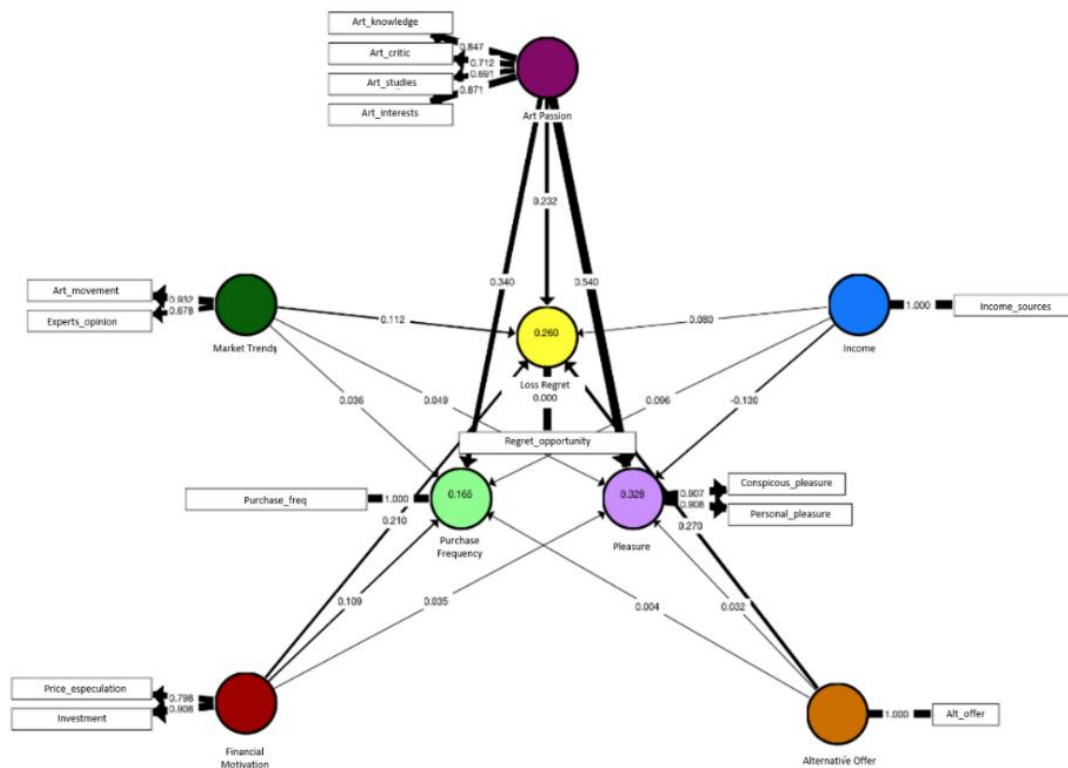 Art_knowledge
0.847
Art_critic
0.712
Art_studies
0.691
Art_interests
0.871
Art Passion
0.232
0.340
0.540
Art_movement
0.932
Experts_opinion
0.678
Market Trends
0.112
0.260
Loss Regret
0.000
0.080
1.000
Income_sources
Income
0.036
0.049
0.096
-0.130
Regret_opportunity
Purchase_freq
1.000
0.165
Purchase
Frequency
0.328
Pleasure
0.907
Conspicous_pleasure
0.908
Personal_pleasure
0.210
0.270
0.109
0.035
0.004
0.032
Price_especulation
0.798
Investment
0.908
Financial
Motivation
1.000
Alt_offer
Alternative Offer